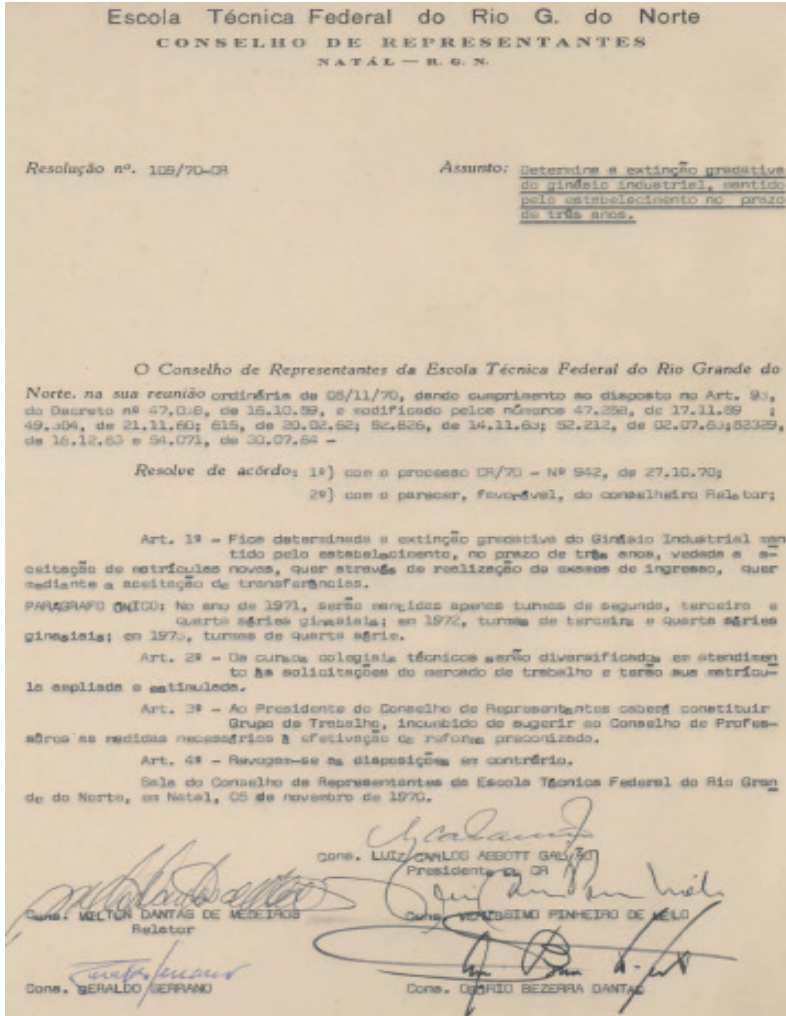 Escola Técnica Federal do Rio G. do Norte
CONSELHO DE REPRESENTANTES
NATÁL — R. G. N.
Resolução nº. 109/70-CR
Assunto: Determina a extinção gradativa
do ginásio industrial, mantido
pelo estabelecimento no prazo
de três anos.
O Conselho de Representantes da Escola Técnica Federal do Rio Grande do
Norte, na sua reunião ordinária de 05/11/70, dando cumprimento ao disposto no Art.
do Decreto nº 47,038, de 16.10.59, e modificado pelos números 47.258, de 17.11.59 ;
49.304, de 21.11.60; 615, de 20.02.62; 52.826, de 14.11.63; 52.212, de 02.07.63;52329,
de 16.12.63 e 54.071, de 30.07.64 -
Resolve de acôrdo: 1º) com o processo CR/70 - Nº 942, de 27.10.70;
2º) com o parecer, favorável, do conselheiro Relator;
Art. 1º - Fica determinada a extinção gradativa do Ginásio Industrial man
tido pelo estabelecimento, no prazo de três anos, vedada a a-
ceitação de matrículas novas, quer através de realização de exames de ingresso, quer
mediante a aceitação de transferências.
PARÁGRAFO ÚNICO: No ano de 1971, serão mantidas apenas turmas de segunda, terceira e
quarta séries ginasiais; em 1972, turmas de terceira e quarta séries
ginasiais; em 1973, turmas de quarta série.
Art. 2º - Os cursos colegiais técnicos serão diversificados em atendimen
to às solicitações do mercado de trabalho e terão sua matrícu-
la ampliada e estimulada.
Art. 3º - Ao Presidente do Conselho de Representantes caberá constituir
Grupo de Trabalho, incumbido de sugerir ao Conselho de Profes-
sôres as medidas necessárias à efetivação da reforma preconizada.
Art. 4º - Revogam-se as disposições em contrário.
Sala do Conselho de Representantes da Escola Técnica Federal do Rio Gran
de do Norte, em Natal, 05 de novembro de 1970.
Cons. LUIZ CARLOS ABBOTT GALVÃO
Presidente do CR
Cons. MILTON DANTAS DE MEDEIROS
Relator
Cons. VERÍSSIMO PINHEIRO DE MELO
Cons. GERALDO SERRANO
Cons. BEZERRA DANTAS